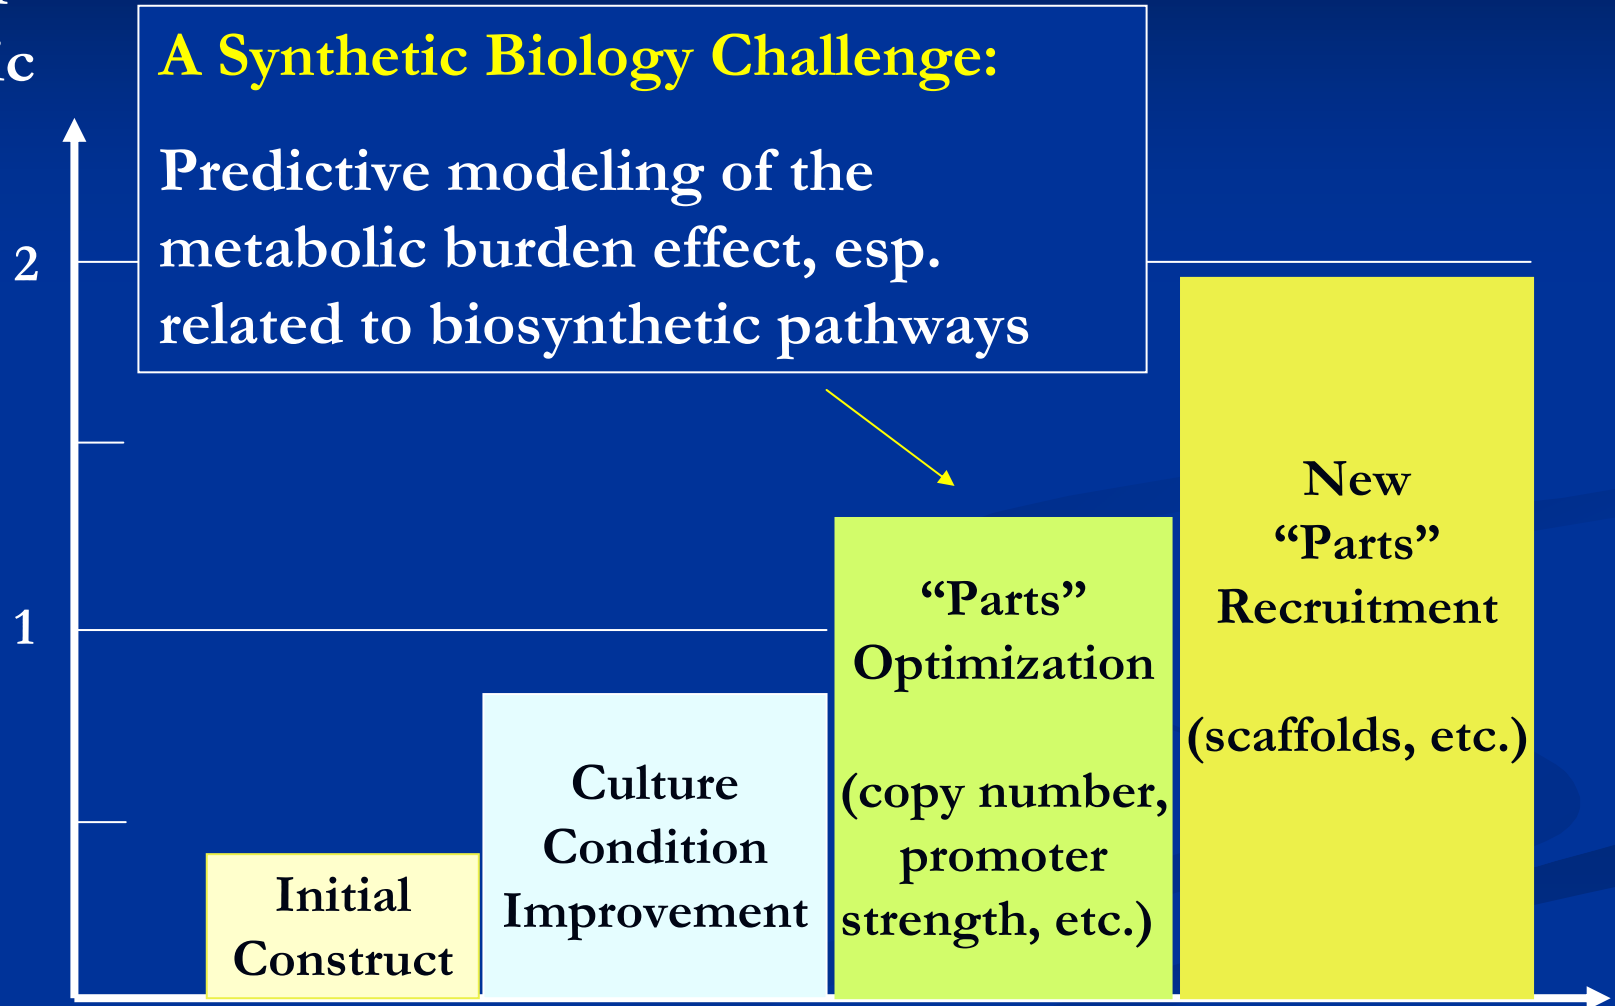 ic
A Synthetic Biology Challenge:
Predictive modeling of the
metabolic burden effect, esp.
related to biosynthetic pathways
2
1
Initial
Construct
Culture
Condition
Improvement
“Parts”
Optimization
(copy number,
promoter
strength, etc.)
New
“Parts”
Recruitment
(scaffolds, etc.)